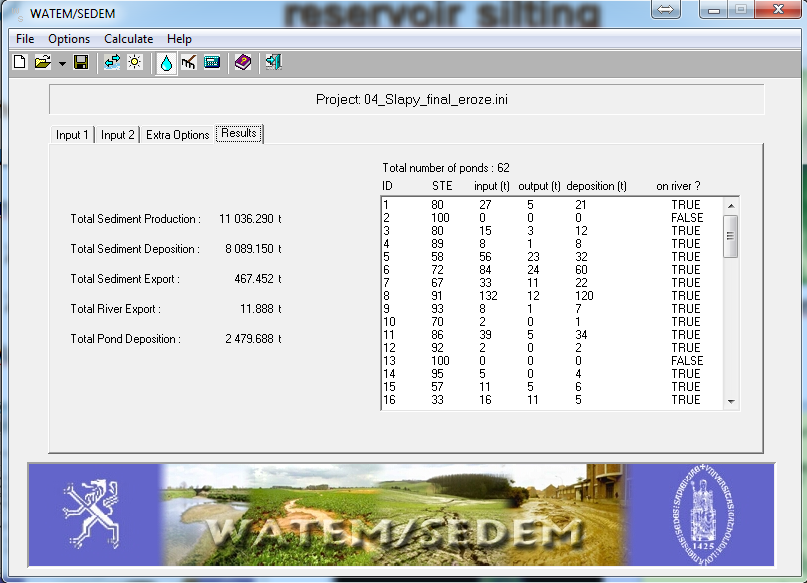 reservoir silting
WATEM/SEDEM
File Options Calculate Help
Project: 04_Slapy_final_eroze.ini
Input 1 Input 2 Extra Options Results
Total number of ponds : 62
ID STE input (t) output (t) deposition (t) on river ?
1 80 27 5 21 TRUE
2 100 0 0 0 FALSE
3 80 15 3 12 TRUE
4 89 8 1 8 TRUE
5 58 56 23 32 TRUE
6 72 84 24 60 TRUE
7 67 33 11 22 TRUE
8 91 132 12 120 TRUE
9 93 8 1 7 TRUE
10 70 2 0 1 TRUE
11 86 39 5 34 TRUE
12 92 2 0 2 TRUE
13 100 0 0 0 FALSE
14 95 5 0 4 TRUE
15 57 11 5 6 TRUE
16 33 16 11 5 TRUE
Total Sediment Production : 11 036.290 t
Total Sediment Deposition : 8 089.150 t
Total Sediment Export : 467.452 t
Total River Export : 11.888 t
Total Pond Deposition : 2 479.688 t
WATEM/SEDEM
1425